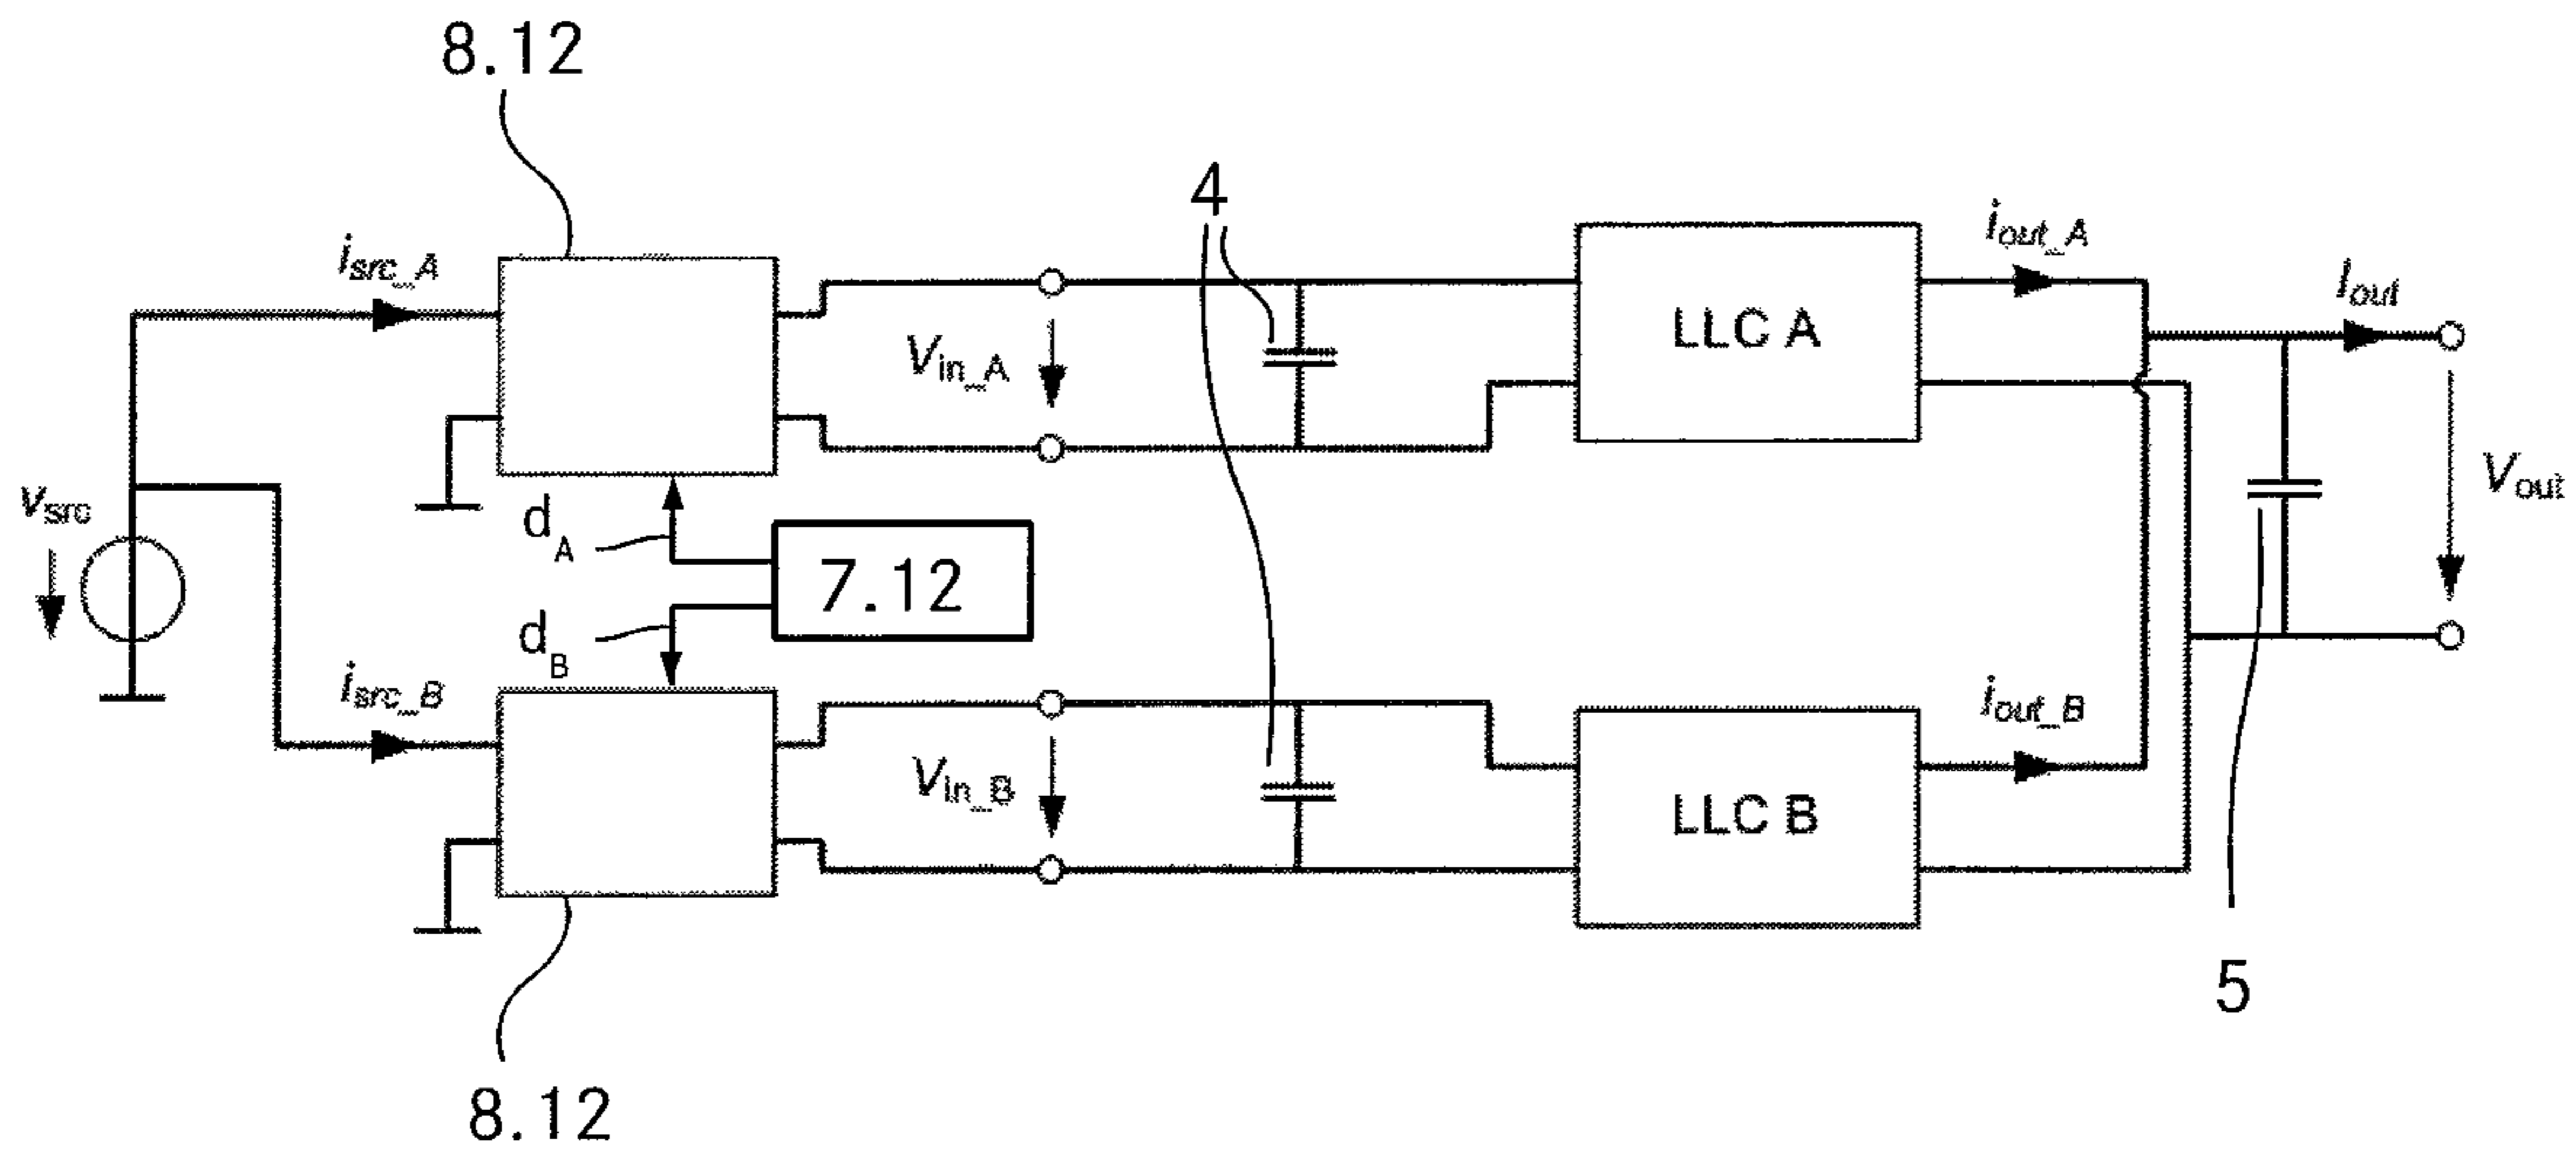 8.12
4
i_src_A
i_out_A
I_out
V_in_A
LLC A
v_src
V_out
d_A
7.12
d_B
i_src_B
i_out_B
V_in_B
LLC B
5
8.12